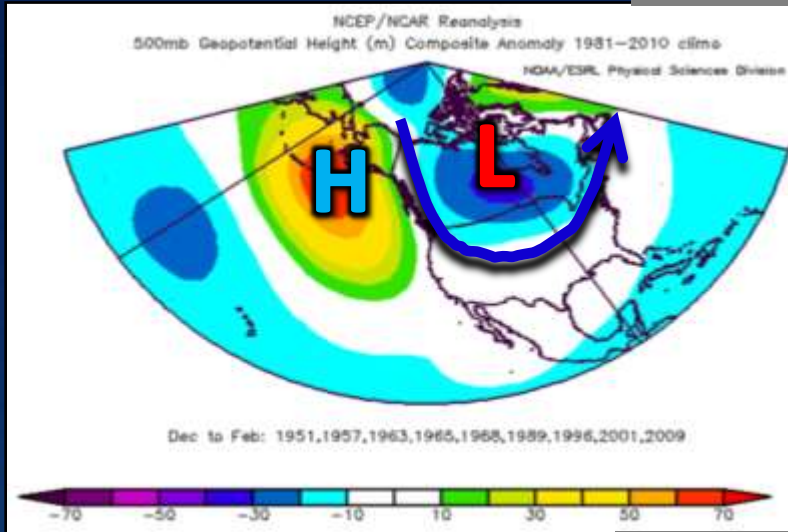 NCEP/NCAR Reanalysis
500mb Geopotential Height (m) Composite Anomaly 1981-2010 climo
NOAA/ESRL Physical Sciences Division
H L
Dec to Feb: 1951,1957,1963,1965,1968,1989,1996,2001,2009
-70 -50 -30 -10 10 30 50 70